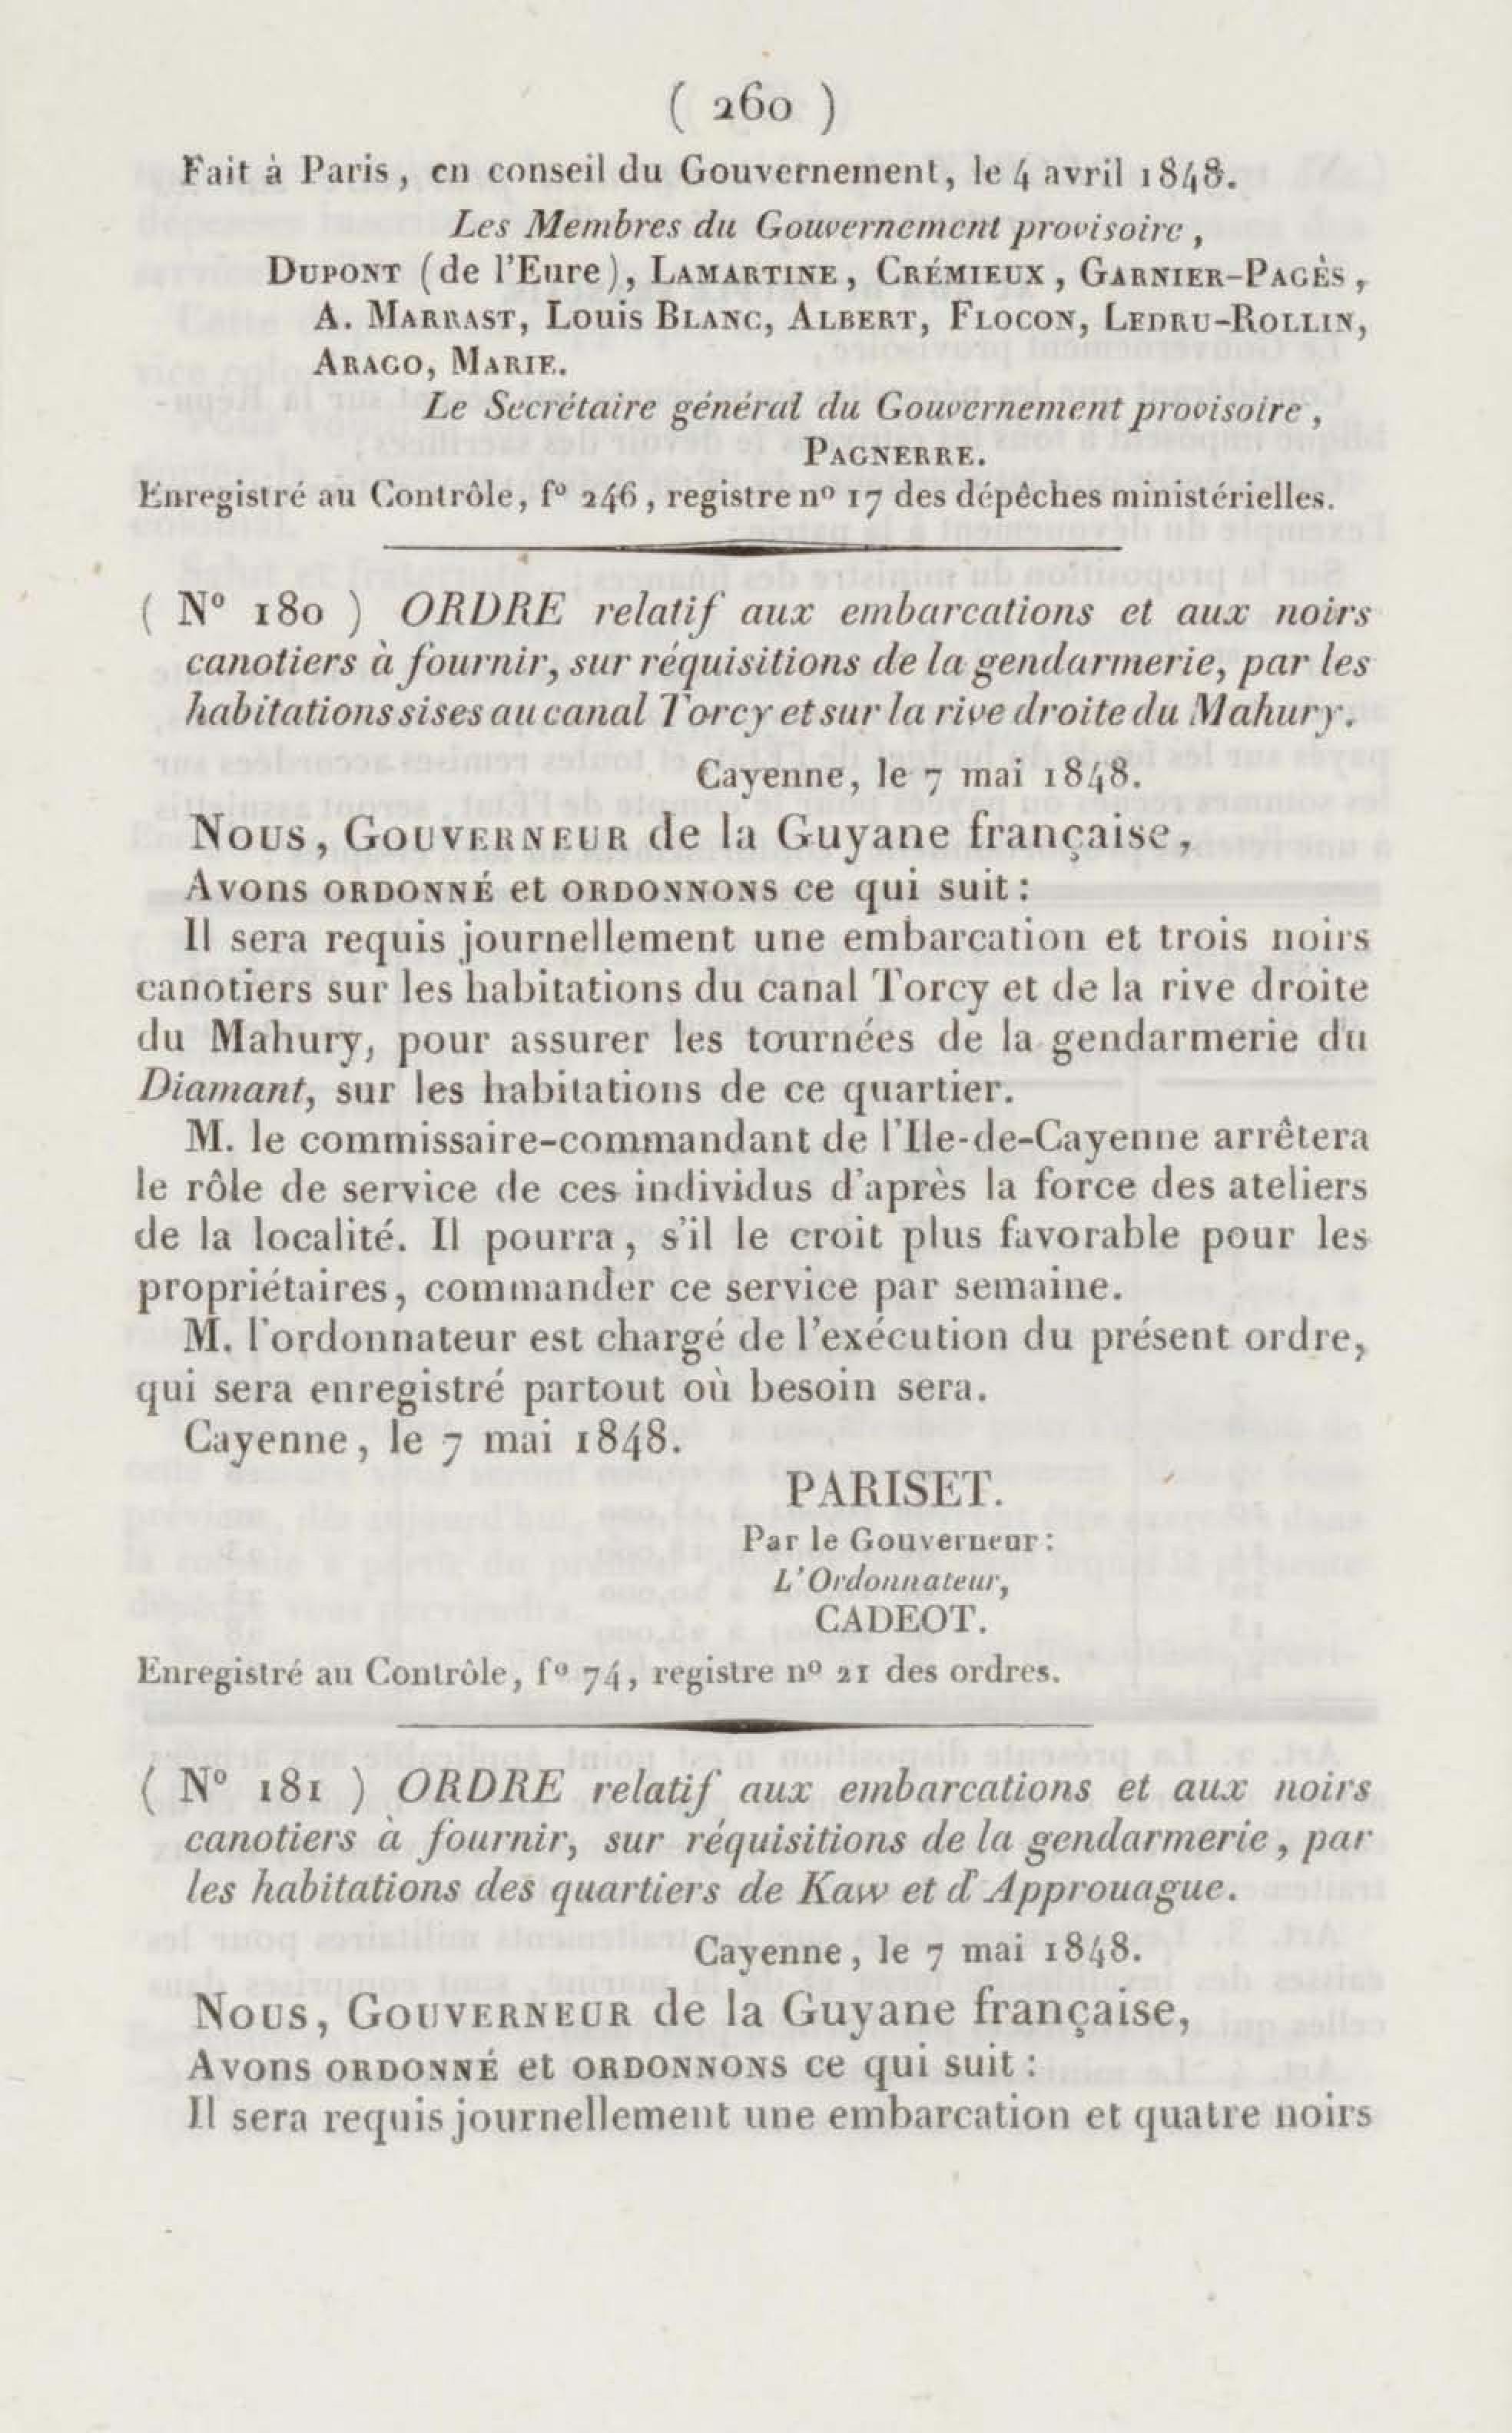 ( 260 )
Fait à Paris, en conseil du Gouvernement, le 4 avril 1848.
Les Membres du Gouvernement provisoire,
DUPONT (de l'Eure), LAMARTINE, CRÉMIEUX, GARNIER-PAGÈS,
A. MARRAST, Louis BLANC, ALBERT, FLOCON, LEDRU-ROLLIN,
ARAGO, MARIE.
Le Secrétaire général du Gouvernement provisoire,
PAGNERRE.
Enregistré au Contrôle, fº 246, registre nº 17 des dépêches ministérielles.
( Nº 180 ) ORDRE relatif aux embarcations et aux noirs
canotiers à fournir, sur réquisitions de la gendarmerie, par les
habitations sises au canal Torcy et sur la rive droite du Mahury.
Cayenne, le 7 mai 1848.
NOUS, GOUVERNEUR de la Guyane française,
AVONS ORDONNÉ et ORDONNONS ce qui suit :
Il sera requis journellement une embarcation et trois noirs
canotiers sur les habitations du canal Torcy et de la rive droite
du Mahury, pour assurer les tournées de la gendarmerie du
Diamant, sur les habitations de ce quartier.
M. le commissaire-commandant de l'Ile-de-Cayenne arrêtera
le rôle de service de ces individus d'après la force des ateliers
de la localité. Il pourra, s'il le croit plus favorable pour les
propriétaires, commander ce service par semaine.
M. l'ordonnateur est chargé de l'exécution du présent ordre,
qui sera enregistré partout où besoin sera.
Cayenne, le 7 mai 1848.
PARISET.
Par le Gouverneur :
L'Ordonnateur,
CADEOT.
Enregistré au Contrôle, fº 74, registre nº 21 des ordres.
( Nº 181 ) ORDRE relatif aux embarcations et aux noirs
canotiers à fournir, sur réquisitions de la gendarmerie, par
les habitations des quartiers de Kaw et d'Approuague.
Cayenne, le 7 mai 1848.
NOUS, GOUVERNEUR de la Guyane française,
AVONS ORDONNÉ et ORDONNONS ce qui suit :
Il sera requis journellement une embarcation et quatre noirs